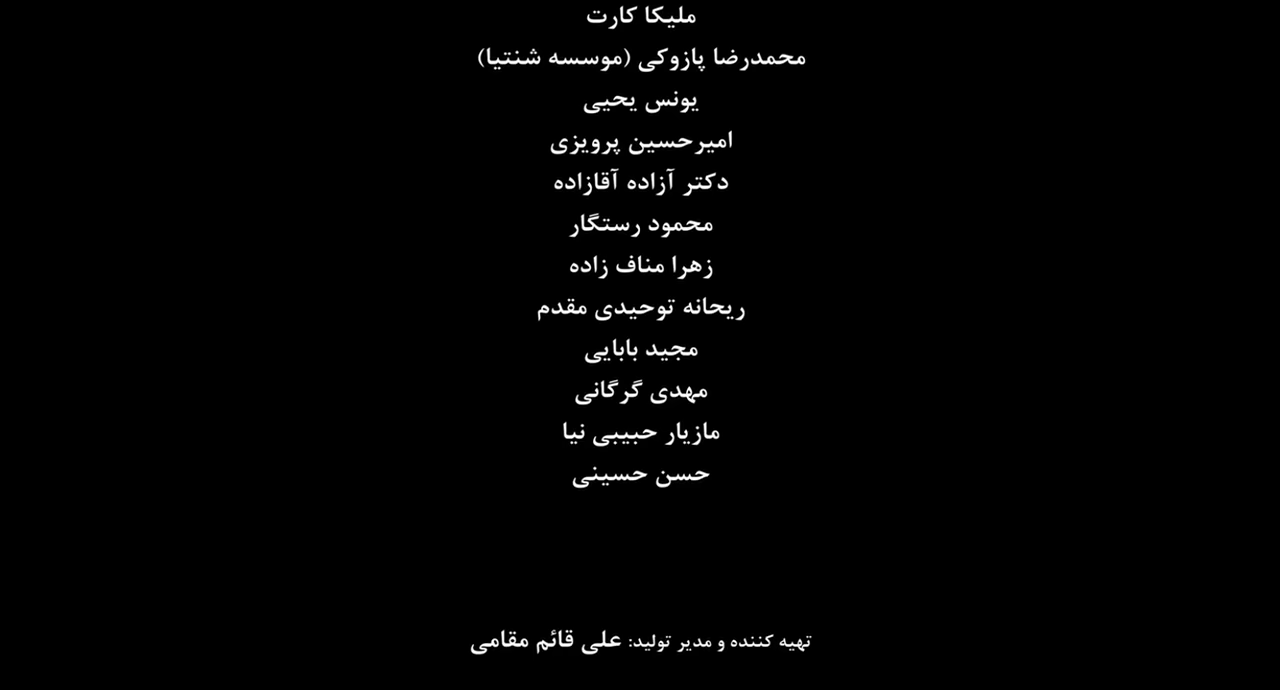 ملیکا کارت
محمدرضا پازوکی (موسسه شنتیا)
یونس یحیی
امیرحسین پرویزی
دکتر آزاده آقازاده
محمود رستگار
زهرا مناف زاده
ریحانه توحیدی مقدم
مجید بابایی
مهدی گرگانی
مازیار حبیبی نیا
حسن حسینی
تهیه کننده و مدیر تولید: علی قائم مقامی